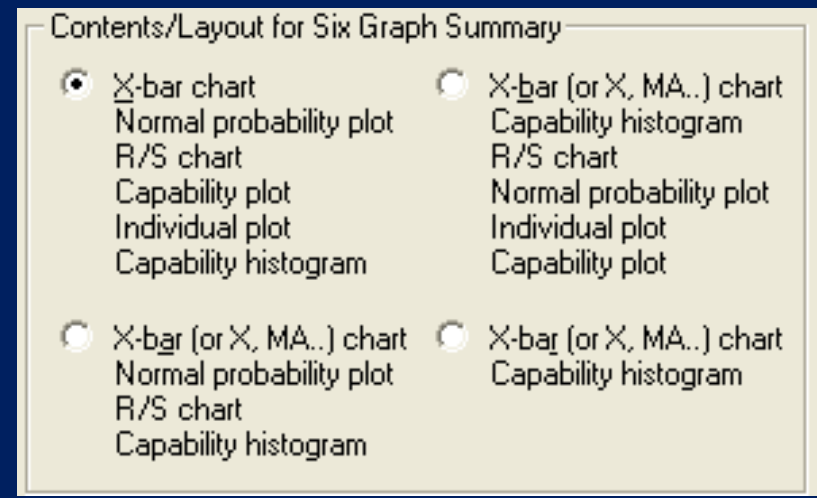 Contents/Layout for Six Graph Summary
X-bar chart
Normal probability plot
R/S chart
Capability plot
Individual plot
Capability histogram
X-bar (or X, MA..) chart
Capability histogram
R/S chart
Normal probability plot
Individual plot
Capability plot
X-bar (or X, MA..) chart
Normal probability plot
R/S chart
Capability histogram
X-bar (or X, MA..) chart
Capability histogram